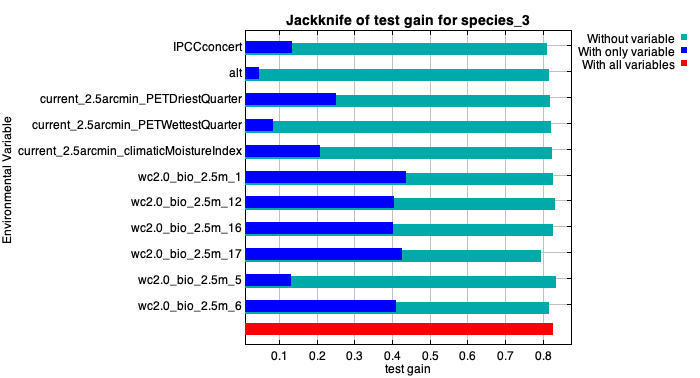 Jackknife of test gain for species_3
Without variable
With only variable
With all variables
Environmental Variable
IPCCconcert
alt
current_2.5arcmin_PETDriestQuarter
current_2.5arcmin_PETWettestQuarter
current_2.5arcmin_climaticMoistureIndex
wc2.0_bio_2.5m_1
wc2.0_bio_2.5m_12
wc2.0_bio_2.5m_16
wc2.0_bio_2.5m_17
wc2.0_bio_2.5m_5
wc2.0_bio_2.5m_6
0.1 0.2 0.3 0.4 0.5 0.6 0.7 0.8
test gain